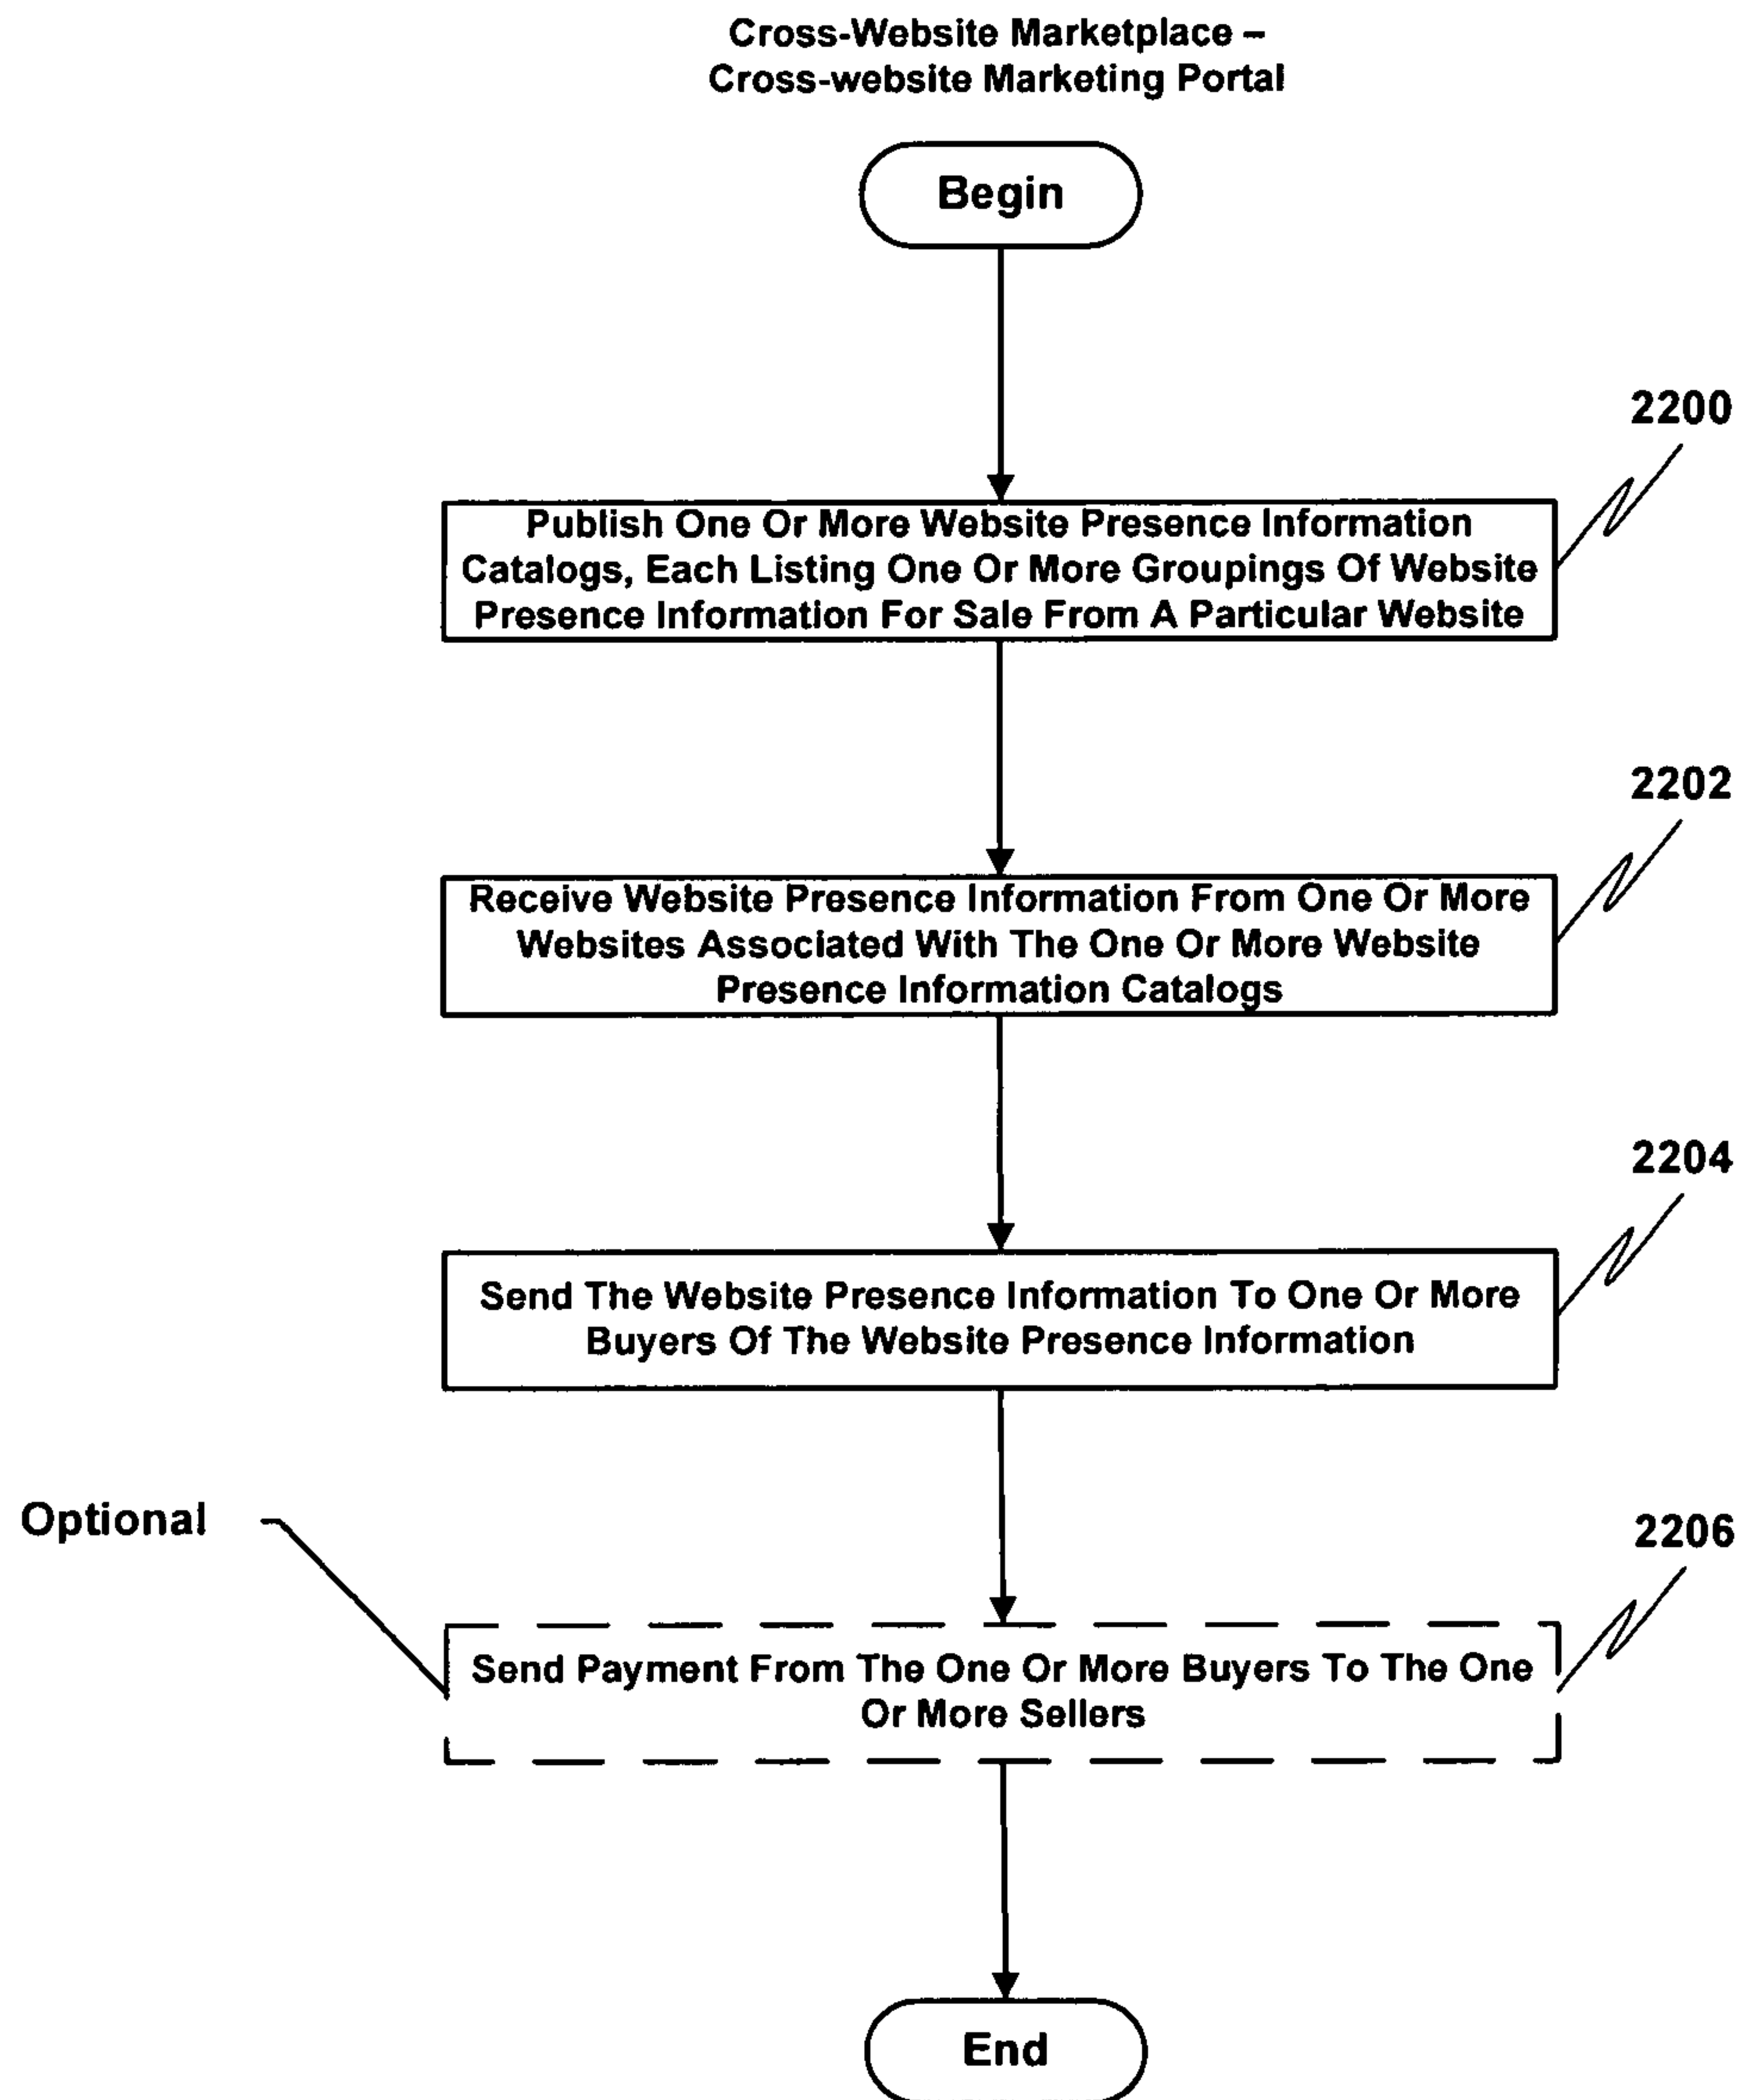 Cross-Website Marketplace –
Cross-website Marketing Portal
Begin
2200
Publish One Or More Website Presence Information
Catalogs, Each Listing One Or More Groupings Of Website
Presence Information For Sale From A Particular Website
2202
Receive Website Presence Information From One Or More
Websites Associated With The One Or More Website
Presence Information Catalogs
2204
Send The Website Presence Information To One Or More
Buyers Of The Website Presence Information
Optional
2206
Send Payment From The One Or More Buyers To The One
Or More Sellers
End